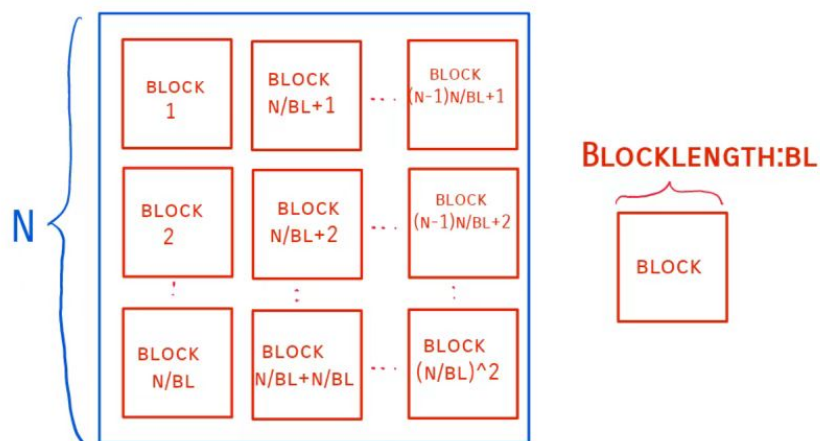 N
BLOCK
1
BLOCK
N/BL+1
...
BLOCK
(N-1)N/BL+1
BLOCK
2
BLOCK
N/BL+2
...
BLOCK
(N-1)N/BL+2
BLOCK
N/BL
BLOCK
N/BL+N/BL
...
BLOCK
(N/BL)^2
BLOCKLENGTH:BL
BLOCK